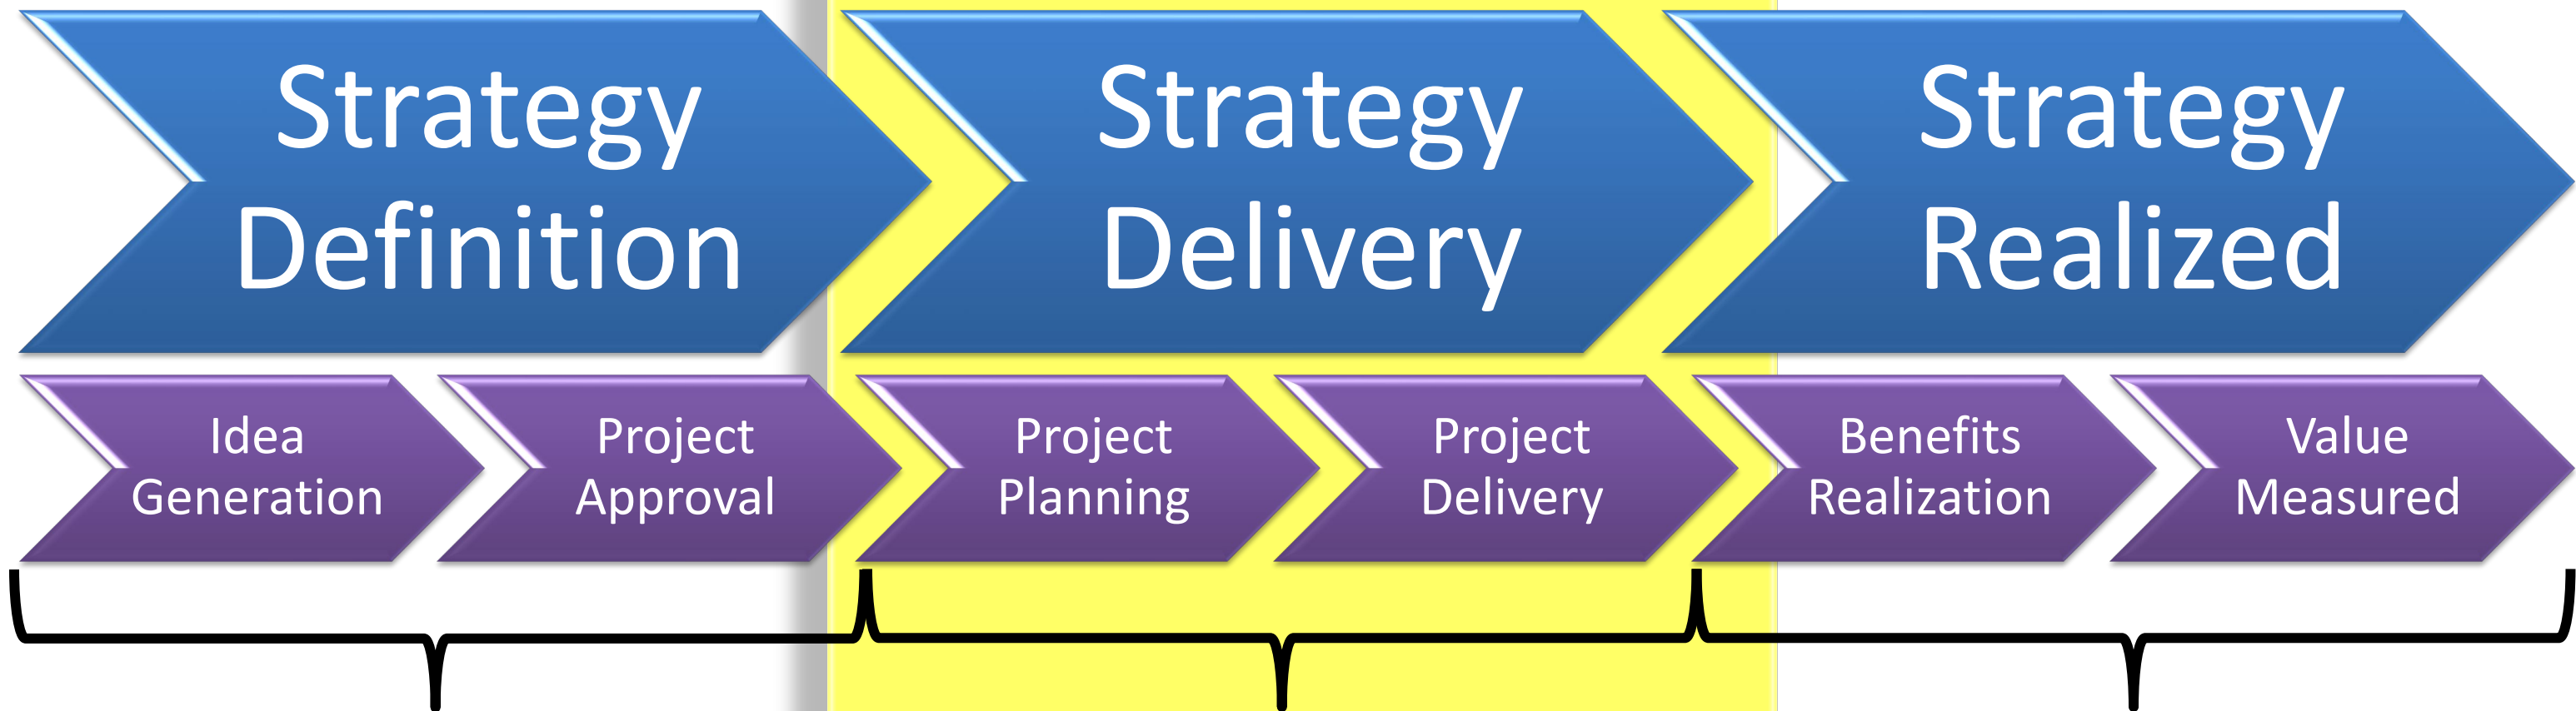 Strategy
Definition
Strategy
Delivery
Strategy
Realized
Idea
Generation
Project
Approval
Project
Planning
Project
Delivery
Benefits
Realization
Value
Measured